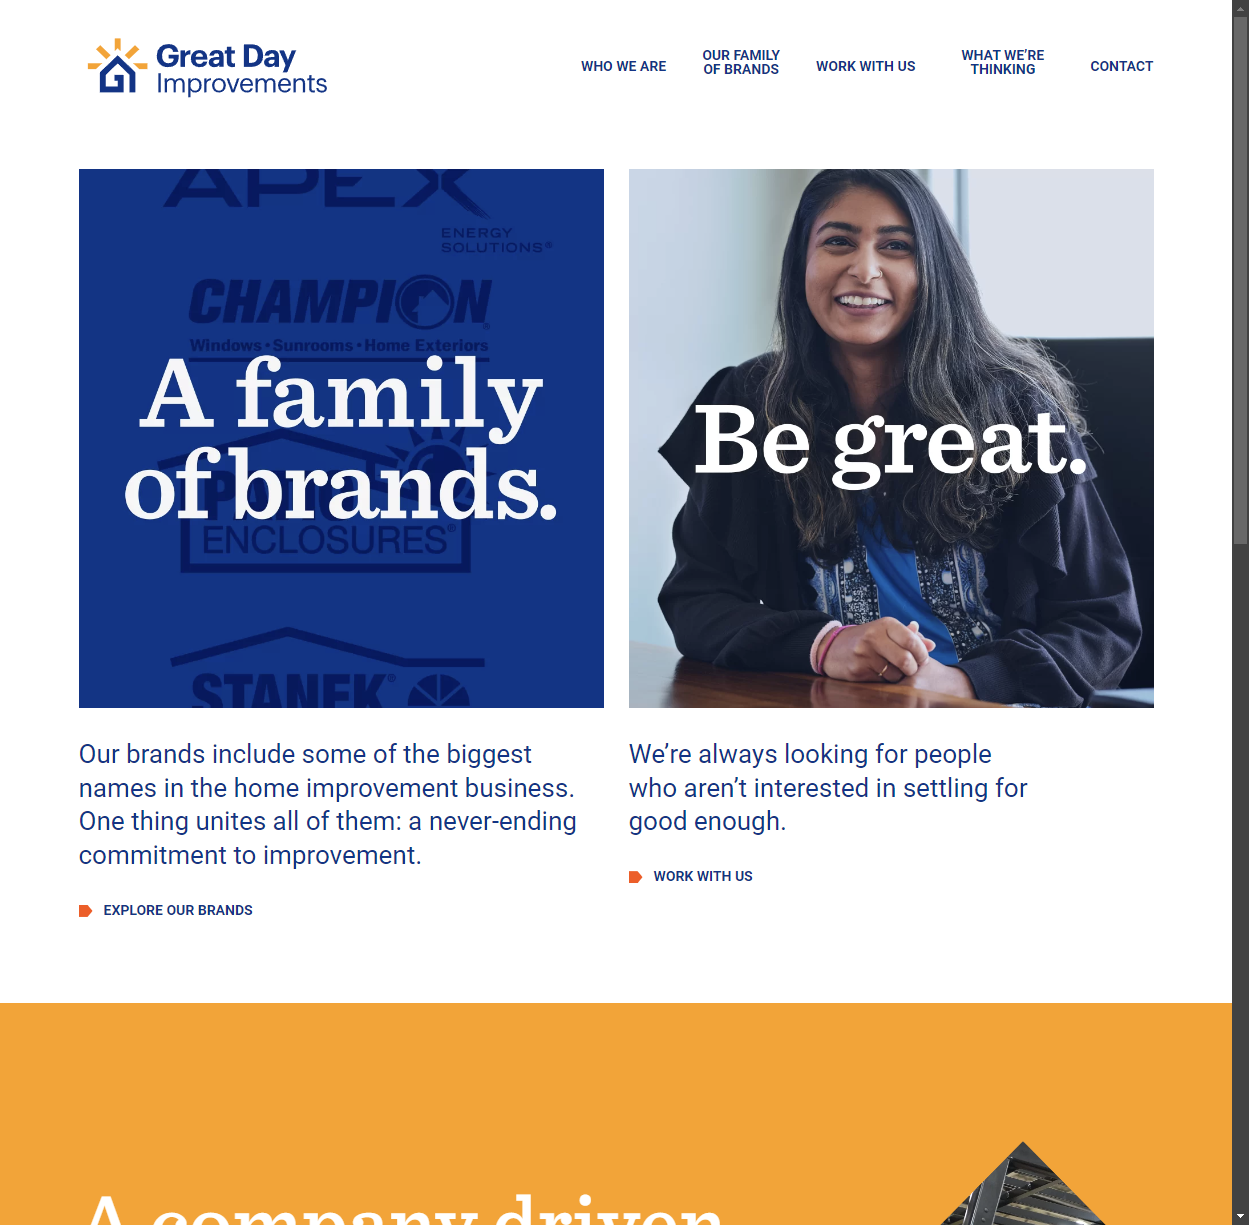 Great Day
Improvements
WHO WE ARE
OUR FAMILY
OF BRANDS
WORK WITH US
WHAT WE'RE
THINKING
CONTACT
APEX
ENERGY
SOLUTIONS®
CHAMPION®
Windows • Sunrooms • Home Exteriors
A family
of brands.
ENCLOSURES®
STANEK®
Be great.
Our brands include some of the biggest
names in the home improvement business.
One thing unites all of them: a never-ending
commitment to improvement.
EXPLORE OUR BRANDS
We’re always looking for people
who aren’t interested in settling for
good enough.
WORK WITH US
A company driven